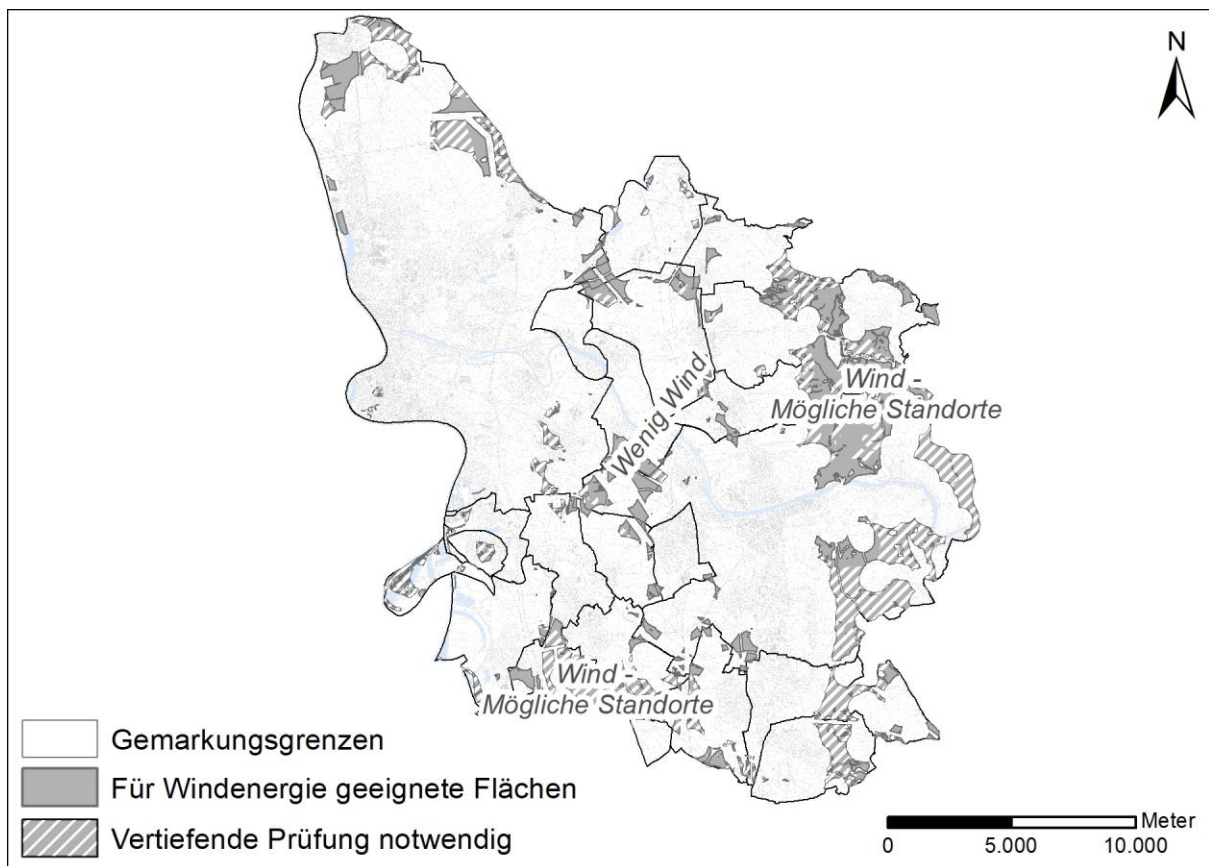 N
Wenig Wind
Wind -
Mögliche Standorte
Wind -
Mögliche Standorte
Gemarkungsgrenzen
Für Windenergie geeignete Flächen
Vertiefende Prüfung notwendig
Meter
0 5.000 10.000